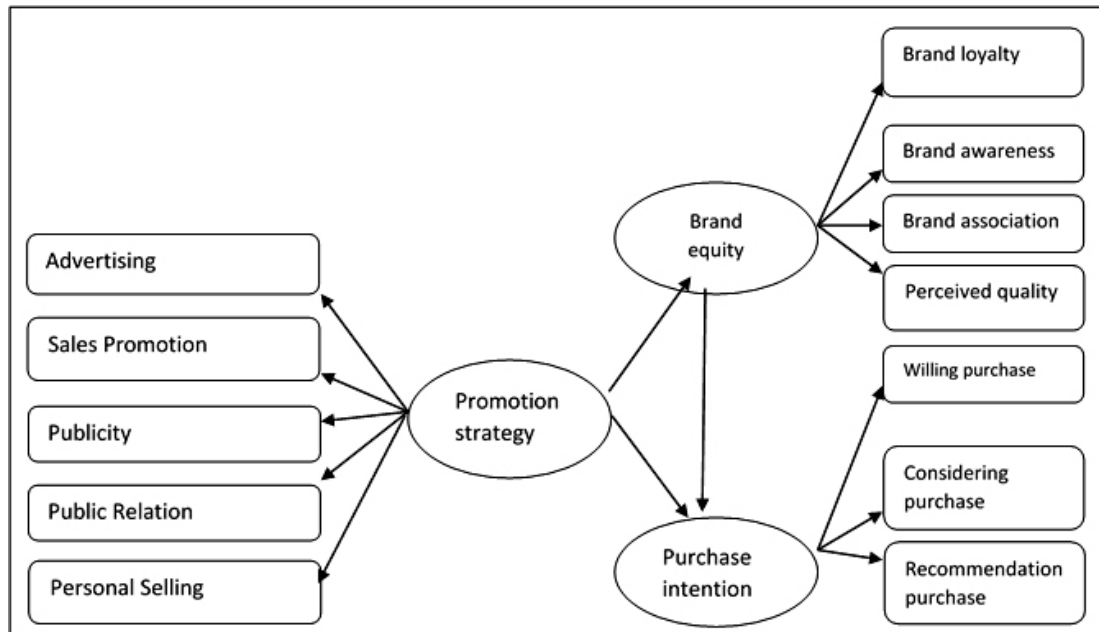 Advertising
Sales Promotion
Publicity
Public Relation
Personal Selling
Promotion
strategy
Brand
equity
Purchase
intention
Brand loyalty
Brand awareness
Brand association
Perceived quality
Willing purchase
Considering
purchase
Recommendation
purchase